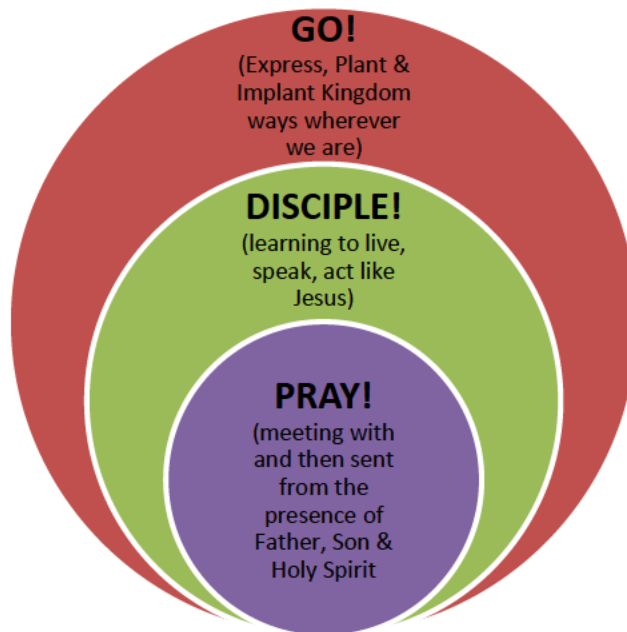 GO!
(Express, Plant &
Implant Kingdom
ways wherever
we are)
DISCIPLE!
(learning to live,
speak, act like
Jesus)
PRAY!
(meeting with
and then sent
from the
presence of
Father, Son &
Holy Spirit